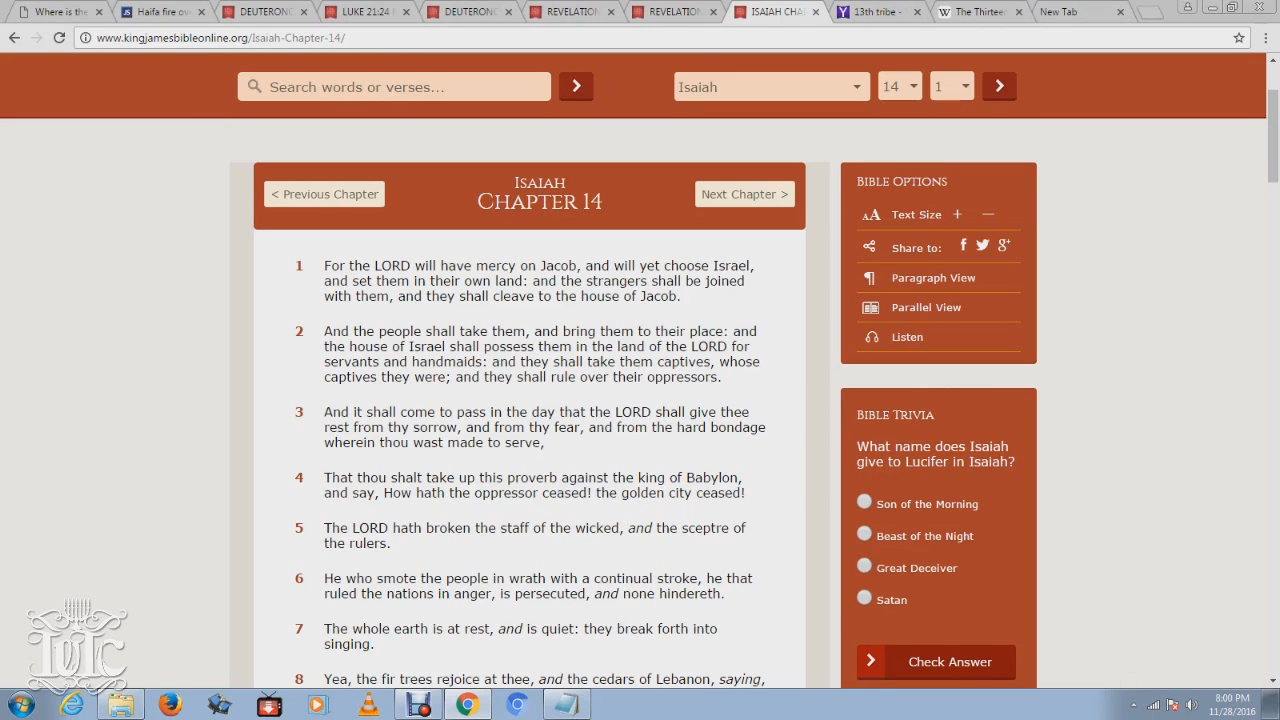 Where is the
Haifa fire ove
DEUTERONO
LUKE 21:24 K
DEUTERONO
REVELATION
REVELATION
ISAIAH CHAP
13th tribe -
The Thirteen
New Tab
www.kingjamesbibleonline.org/Isaiah-Chapter-14/
Search words or verses...
Isaiah
14
1
< Previous Chapter
Isaiah
Chapter 14
Next Chapter >
1 For the LORD will have mercy on Jacob, and will yet choose Israel,
and set them in their own land: and the strangers shall be joined
with them, and they shall cleave to the house of Jacob.
2 And the people shall take them, and bring them to their place: and
the house of Israel shall possess them in the land of the LORD for
servants and handmaids: and they shall take them captives, whose
captives they were; and they shall rule over their oppressors.
3 And it shall come to pass in the day that the LORD shall give thee
rest from thy sorrow, and from thy fear, and from the hard bondage
wherein thou wast made to serve,
4 That thou shalt take up this proverb against the king of Babylon,
and say, How hath the oppressor ceased! the golden city ceased!
5 The LORD hath broken the staff of the wicked, and the sceptre of
the rulers.
6 He who smote the people in wrath with a continual stroke, he that
ruled the nations in anger, is persecuted, and none hindereth.
7 The whole earth is at rest, and is quiet: they break forth into
singing.
8 Yea, the fir trees rejoice at thee, and the cedars of Lebanon, saying,
Bible Options
AA Text Size + —
Share to: f g+
¶ Paragraph View
Parallel View
Listen
Bible Trivia
What name does Isaiah
give to Lucifer in Isaiah?
Son of the Morning
Beast of the Night
Great Deceiver
Satan
Check Answer
IUIC
8:00 PM
11/28/2016